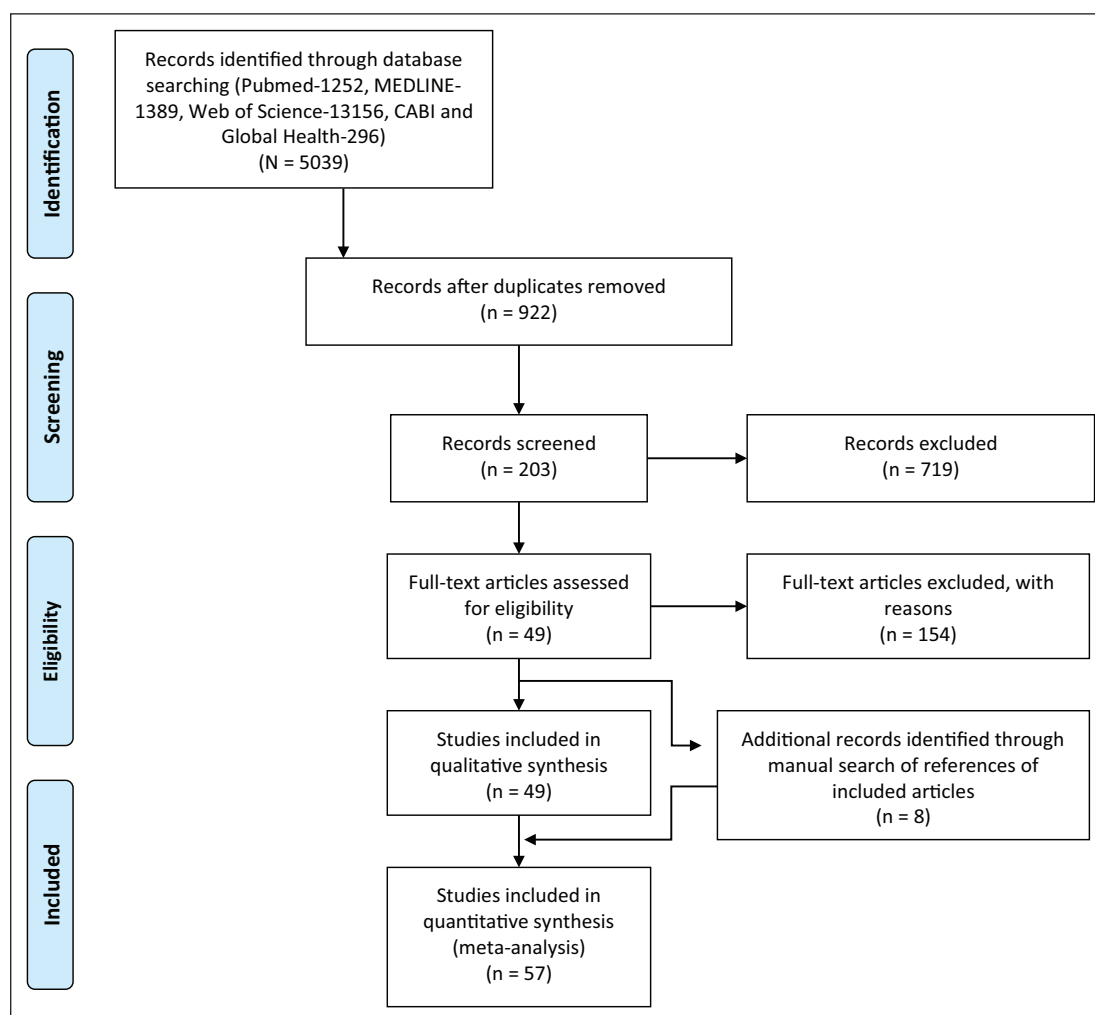 Identification
Records identified through database
searching (Pubmed-1252, MEDLINE-
1389, Web of Science-13156, CABI and
Global Health-296)
(N = 5039)
Records after duplicates removed
(n = 922)
Screening
Records screened
(n = 203)
Records excluded
(n = 719)
Eligibility
Full-text articles assessed
for eligibility
(n = 49)
Full-text articles excluded, with
reasons
(n = 154)
Studies included in
qualitative synthesis
(n = 49)
Additional records identified through
manual search of references of
included articles
(n = 8)
Included
Studies included in
quantitative synthesis
(meta-analysis)
n = 57)